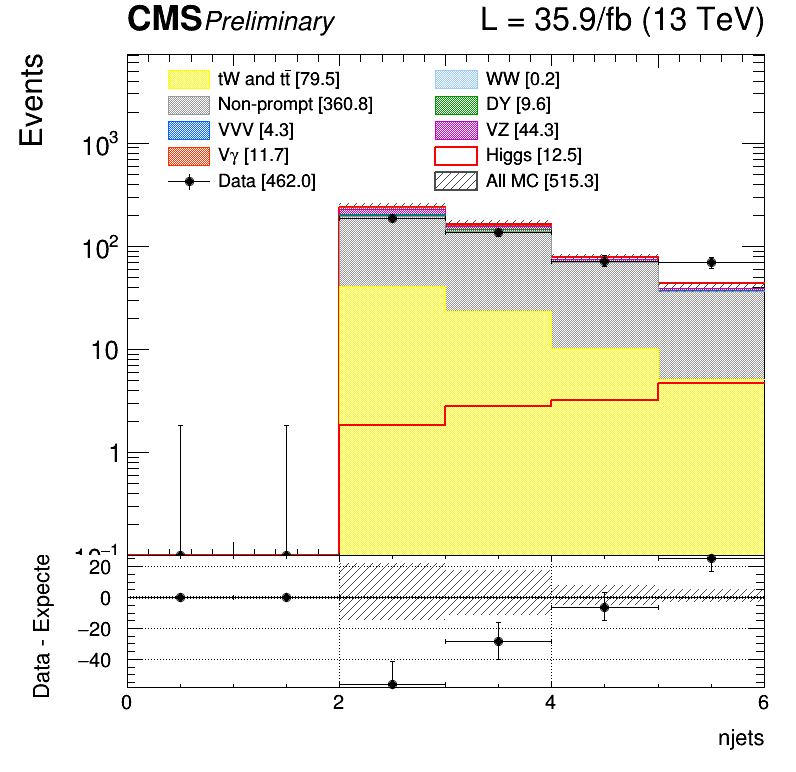 CMS Preliminary L = 35.9/fb (13 TeV)
Events
tW and tt̄ [79.5] WW [0.2]
Non-prompt [360.8] DY [9.6]
VVV [4.3] VZ [44.3]
Vγ [11.7] Higgs [12.5]
Data [462.0] All MC [515.3]
10³
10²
10
1
Data - Expecte
20
0
−20
−40
0 2 4 6
njets